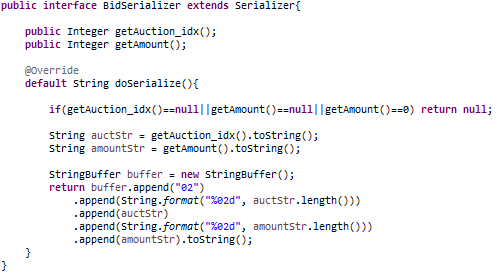 public interface BidSerializer extends Serializer{
public Integer getAuction_idx();
public Integer getAmount();
@Override
default String doSerialize(){
if(getAuction_idx()==null||getAmount()==null||getAmount()==0) return null;
String auctStr = getAuction_idx().toString();
String amountStr = getAmount().toString();
StringBuffer buffer = new StringBuffer();
return buffer.append("02")
.append(String.format("%02d", auctStr.length()))
.append(auctStr)
.append(String.format("%02d", amountStr.length()))
.append(amountStr).toString();
}
}